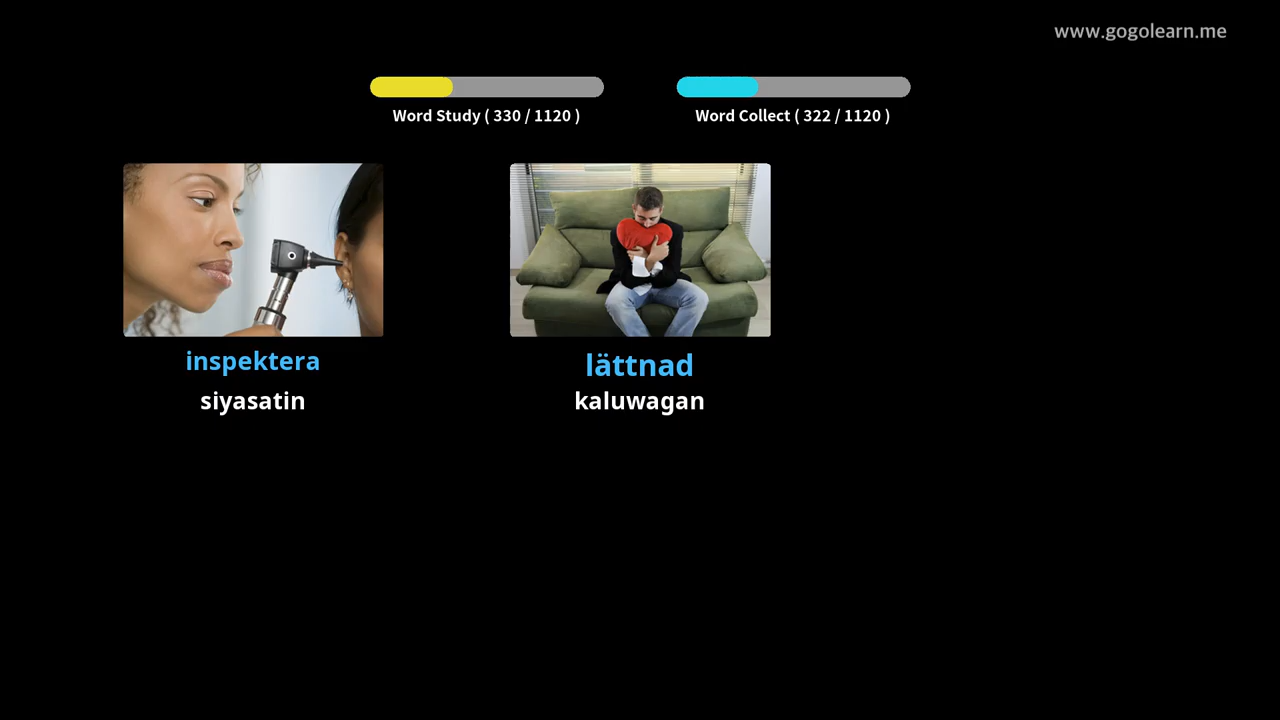 www.gogolearn.me
Word Study ( 330 / 1120 )
Word Collect ( 322 / 1120 )
inspektera
siyasatin
lättnad
kaluwagan